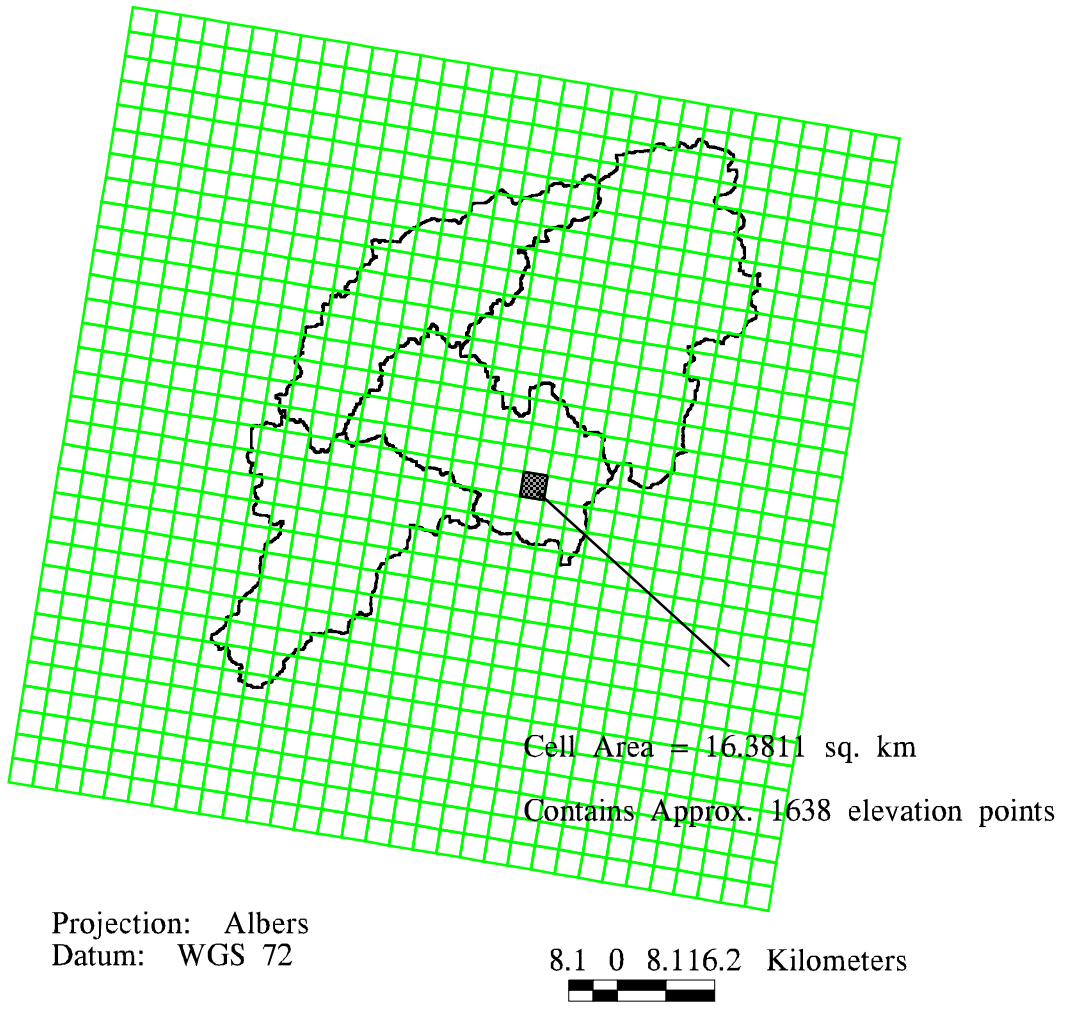 Cell Area = 16.3811 sq. km
Contains Approx. 1638 elevation points
Projection: Albers
Datum: WGS 72
8.1 0 8.116.2 Kilometers